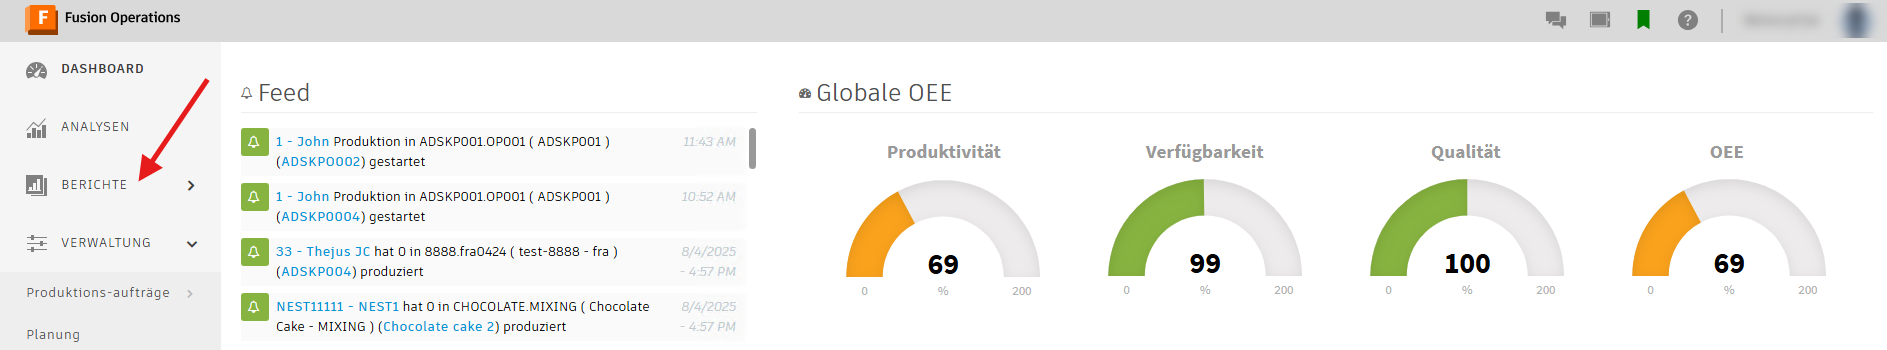 F Fusion Operations
?
DASHBOARD
ANALYSEN
BERICHTE
VERWALTUNG
Produktions-aufträge
Planung
Feed
1 - John Produktion in ADSKP001.OP001 ( ADSKP001 )
(ADSKP0002) gestartet
11:43 AM
1 - John Produktion in ADSKP001.OP001 ( ADSKP001 )
(ADSKP0004) gestartet
10:52 AM
33 - Thejus JC hat 0 in 8888.fra0424 ( test-8888 - fra )
(ADSKP004) produziert
8/4/2025
- 4:57 PM
NEST11111 - NEST1 hat 0 in CHOCOLATE.MIXING ( Chocolate
Cake - MIXING ) (Chocolate cake 2) produziert
8/4/2025
- 4:57 PM
Globale OEE
Produktivität
69
0 % 200
Verfügbarkeit
99
0 % 200
Qualität
100
0 % 200
OEE
69
0 % 200